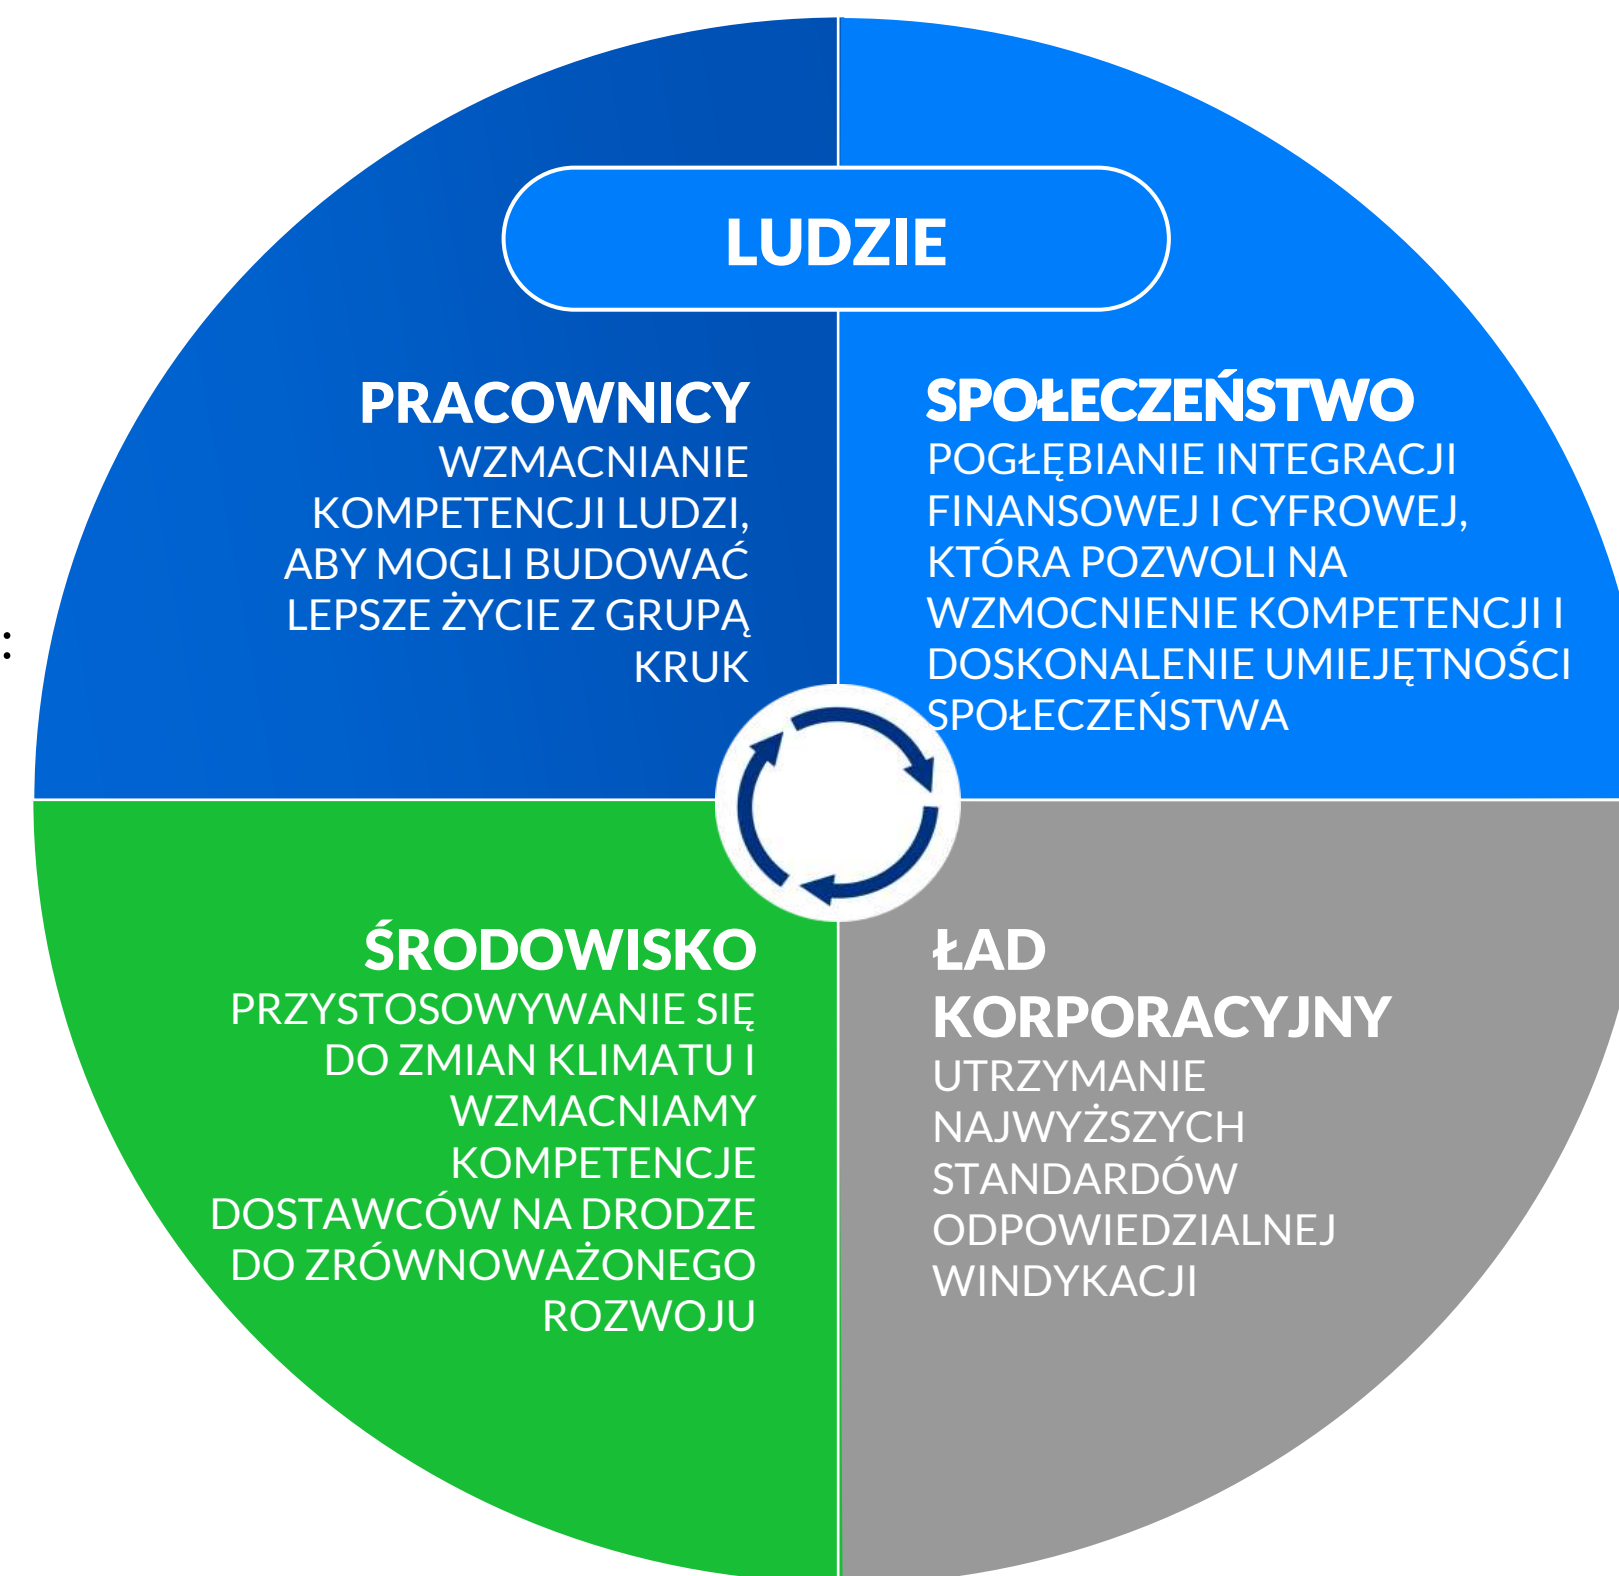 LUDZIE
PRACOWNICY
WZMACNIANIE
KOMPETENCJI LUDZI,
ABY MOGLI BUDOWAĆ
LEPSZE ŻYCIE Z GRUPĄ
KRUK
SPOŁECZEŃSTWO
POGŁĘBIANIE INTEGRACJI
FINANSOWEJ I CYFROWEJ,
KTÓRA POZWOLI NA
WZMOCNIENIE KOMPETENCJI I
DOSKONALENIE UMIEJĘTNOŚCI
SPOŁECZEŃSTWA
:
ŚRODOWISKO
PRZYSTOSOWYWANIE SIĘ
DO ZMIAN KLIMATU I
WZMACNIAMY
KOMPETENCJE
DOSTAWCÓW NA DRODZE
DO ZRÓWNOWAŻONEGO
ROZWOJU
ŁAD
KORPORACYJNY
UTRZYMANIE
NAJWYŻSZYCH
STANDARDÓW
ODPOWIEDZIALNEJ
WINDYKACJI